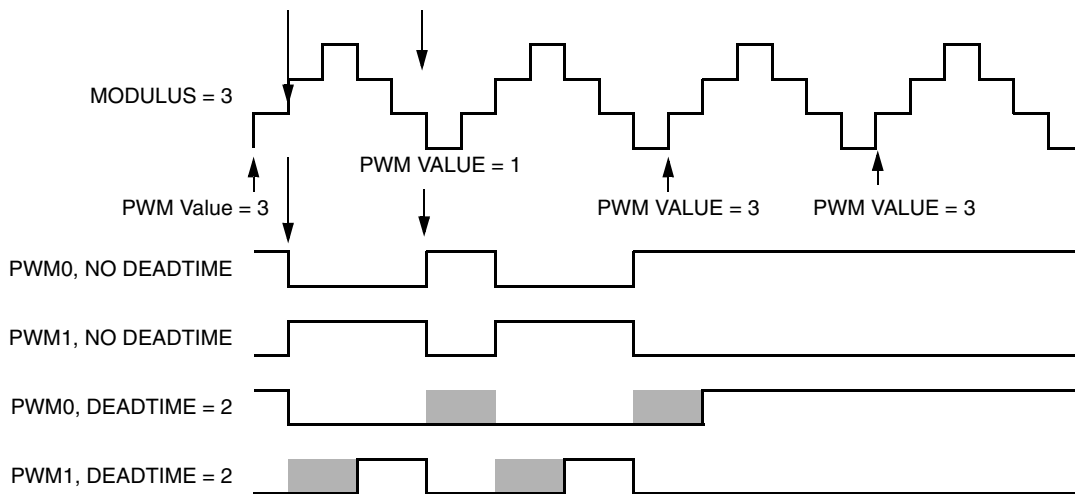 MODULUS = 3
PWM VALUE = 1
PWM Value = 3
PWM VALUE = 3
PWM VALUE = 3
PWM0, NO DEADTIME
PWM1, NO DEADTIME
PWM0, DEADTIME = 2
PWM1, DEADTIME = 2